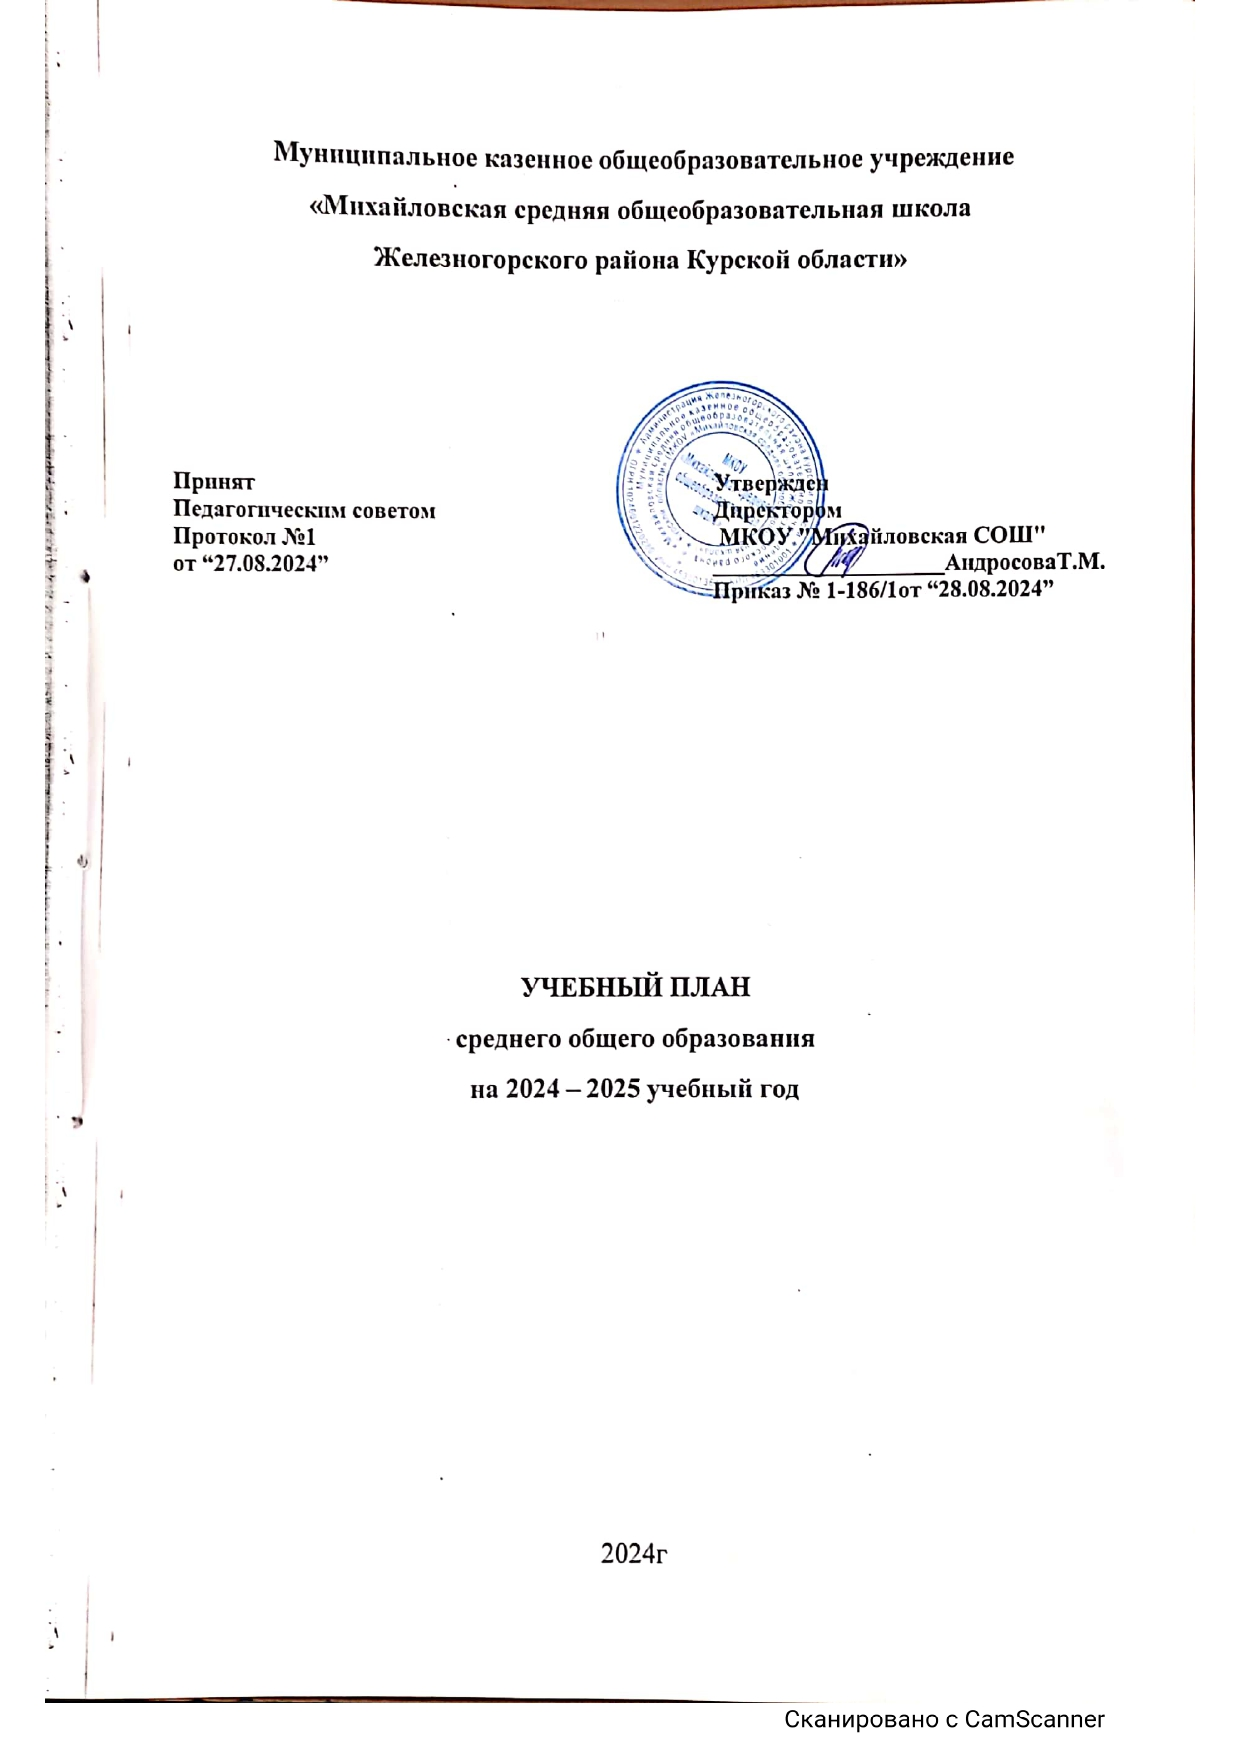 Муниципальное казенное общеобразовательное учреждение
«Михайловская средняя общеобразовательная школа
Железногорского района Курской области»
Принят
Педагогическим советом
Протокол №1
от “27.08.2024”
МКОУ
Утвержден
Директором
МКОУ "Михайловская СОШ"
АндросоваТ.М.
Приказ № 1-186/1от “28.08.2024”
УЧЕБНЫЙ ПЛАН
среднего общего образования
на 2024 – 2025 учебный год
2024г
Сканировано с CamScanner